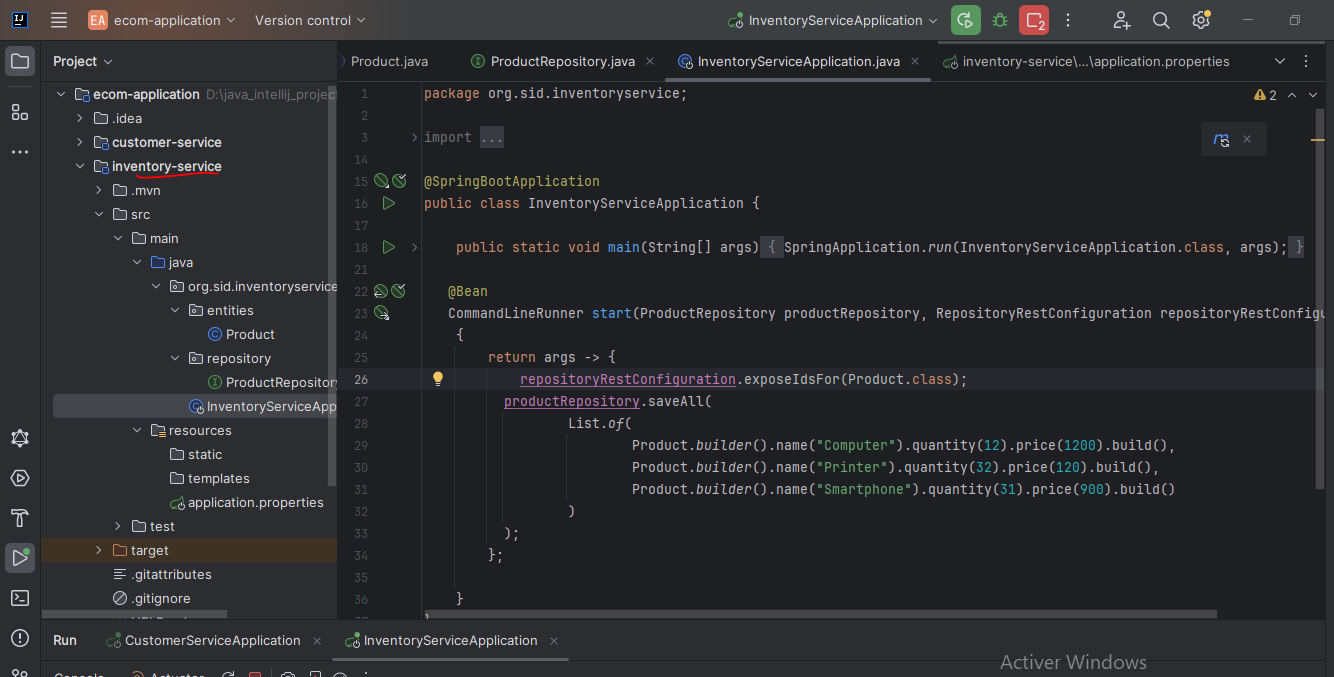 EA ecom-application Version control InventoryServiceApplication 2
Project Product.java ProductRepository.java InventoryServiceApplication.java inventory-service\...\application.properties
ecom-application D:\java_intellij_projec
.idea
customer-service
inventory-service
.mvn
src
main
java
org.sid.inventoryservice
entities
Product
repository
ProductRepository
InventoryServiceApp
resources
static
templates
application.properties
test
target
.gitattributes
.gitignore
2
1 package org.sid.inventoryservice;
2
3 import ...
14
15 @SpringBootApplication
16 public class InventoryServiceApplication {
17
18 public static void main(String[] args) { SpringApplication.run(InventoryServiceApplication.class, args); }
21
22 @Bean
23 CommandLineRunner start(ProductRepository productRepository, RepositoryRestConfiguration repositoryRestConfigu
24 {
25 return args -> {
26 repositoryRestConfiguration.exposeIdsFor(Product.class);
27 productRepository.saveAll(
28 List.of(
29 Product.builder().name("Computer").quantity(12).price(1200).build(),
30 Product.builder().name("Printer").quantity(32).price(120).build(),
31 Product.builder().name("Smartphone").quantity(31).price(900).build()
32 )
33 );
34 };
35
36 }
Run CustomerServiceApplication InventoryServiceApplication
Console Actuator
Activer Windows